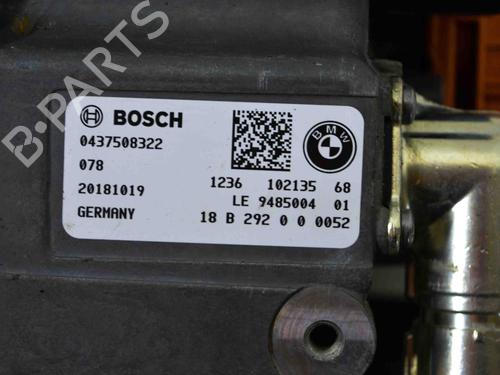 BOSCH
BMW
0437508322
078
20181019
1236 102135 68
LE 9485004 01
GERMANY
18 B 292 0 0 0052
B-PARTS